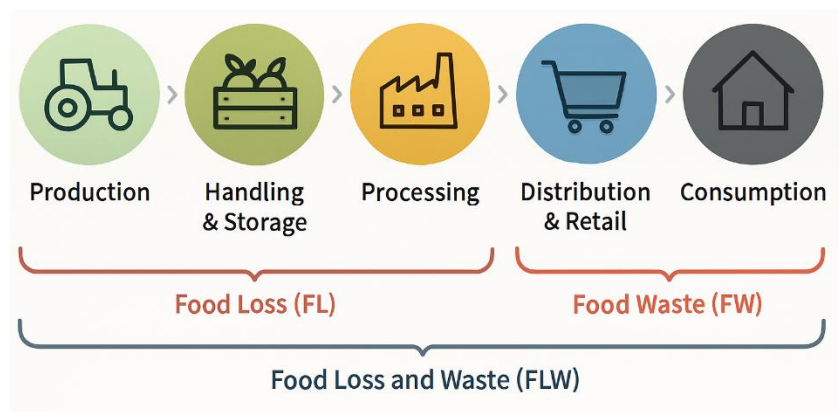 Production
Handling
& Storage
Processing
Distribution
& Retail
Consumption
Food Loss (FL)
Food Waste (FW)
Food Loss and Waste (FLW)